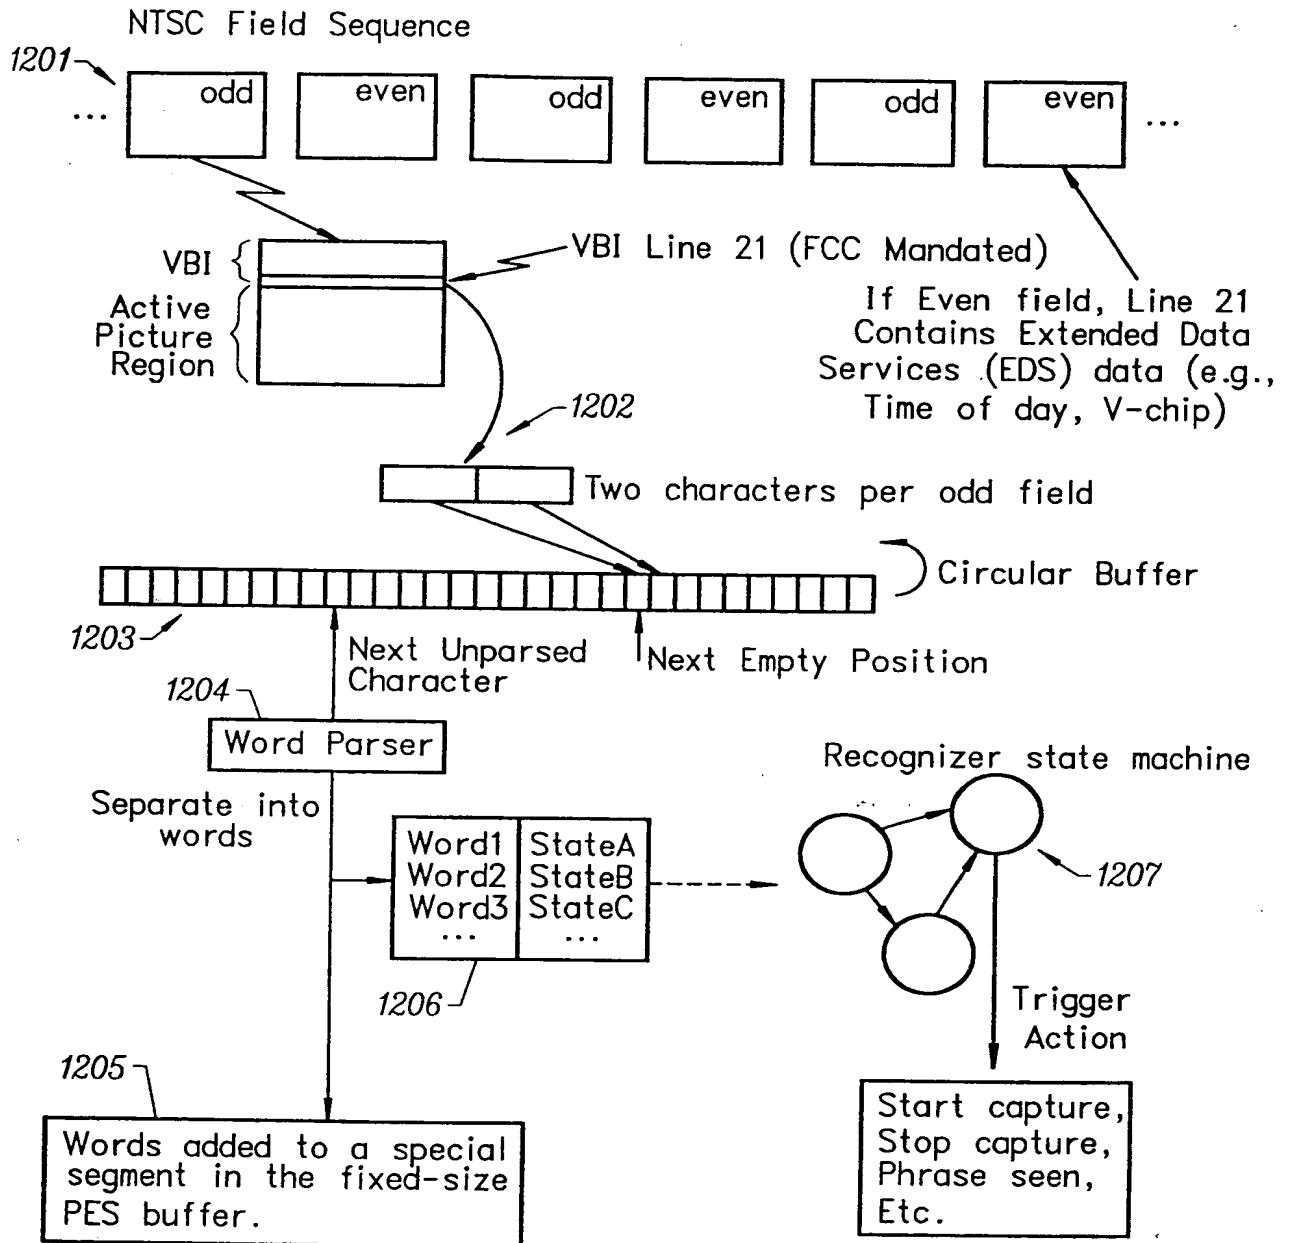 NTSC Field Sequence
1201
odd
even
odd
even
odd
even
...
...
VBI
VBI Line 21 (FCC Mandated)
Active
Picture
Region
If Even field, Line 21
Contains Extended Data
Services (EDS) data (e.g.,
Time of day, V-chip)
1202
Two characters per odd field
Circular Buffer
1203
Next Unparsed
Character
Next Empty Position
1204
Word Parser
Separate into
words
Word1 StateA
Word2 StateB
Word3 StateC
... ...
1206
Recognizer state machine
1207
Trigger
Action
1205
Words added to a special
segment in the fixed-size
PES buffer.
Start capture,
Stop capture,
Phrase seen,
Etc.